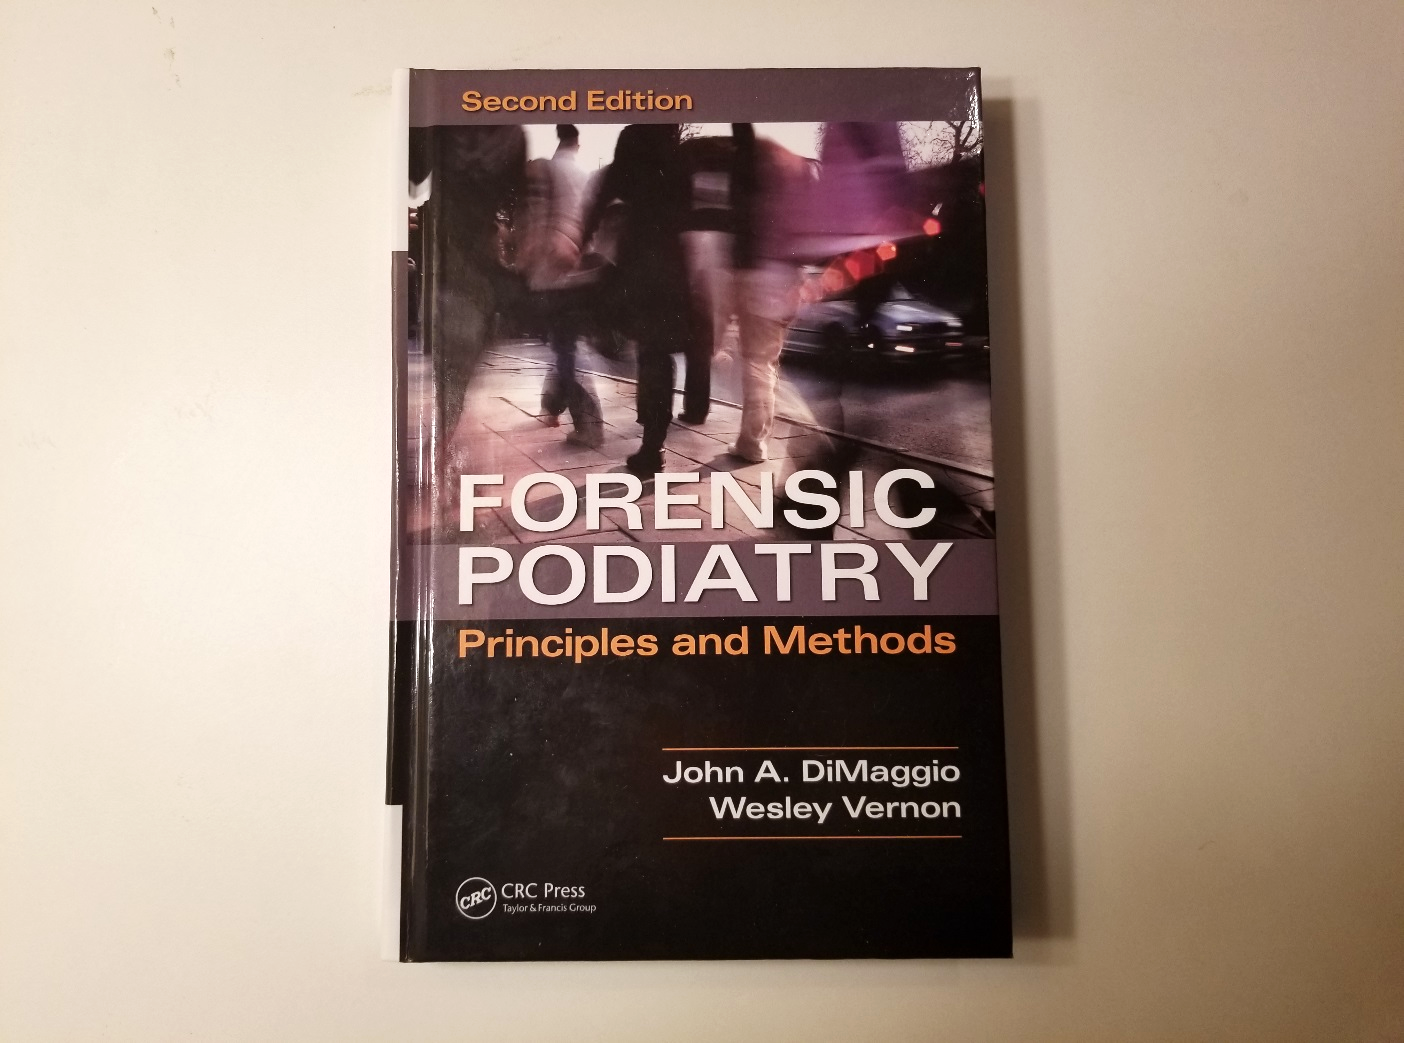 Second Edition
FORENSIC
PODIATRY
Principles and Methods
John A. DiMaggio
Wesley Vernon
CRC
CRC Press
Taylor & Francis Group